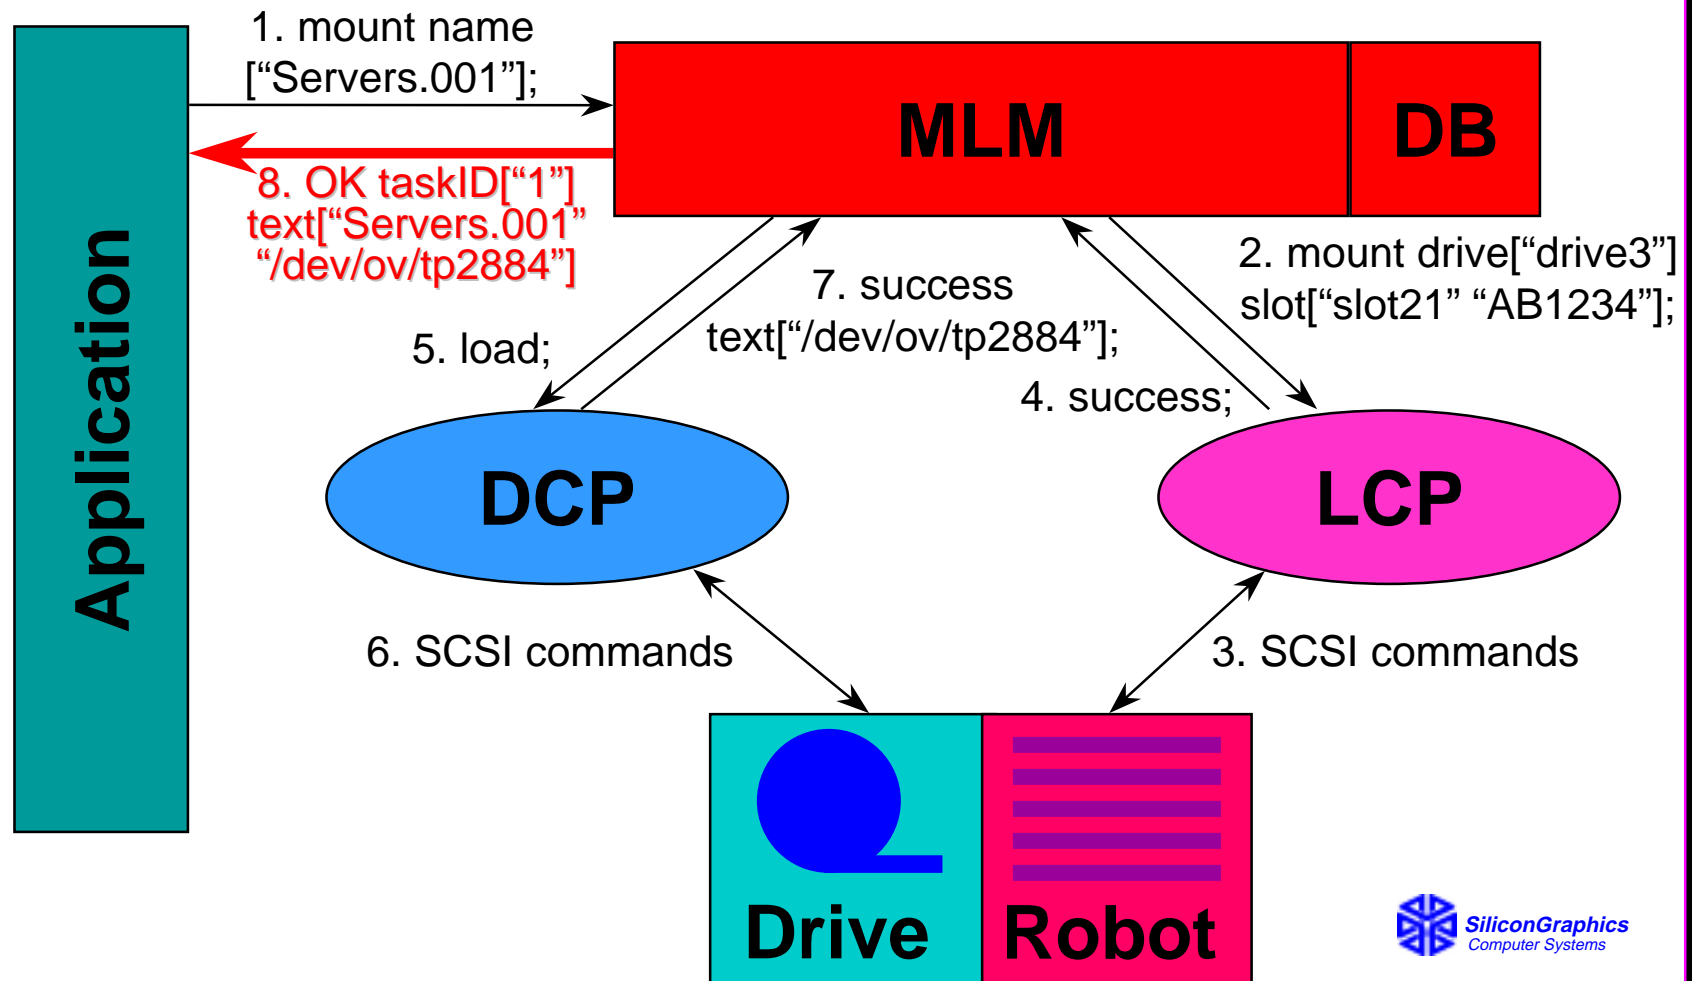 1. mount name
[“Servers.001”];
MLM
DB
8. OK taskID[“1”]
text[“Servers.001”
“/dev/ov/tp2884”]
Application
2. mount drive[“drive3”]
slot[“slot21” “AB1234”];
7. success
text[“/dev/ov/tp2884”];
5. load;
4. success;
DCP
LCP
6. SCSI commands
3. SCSI commands
Drive
Robot
SiliconGraphics
Computer Systems